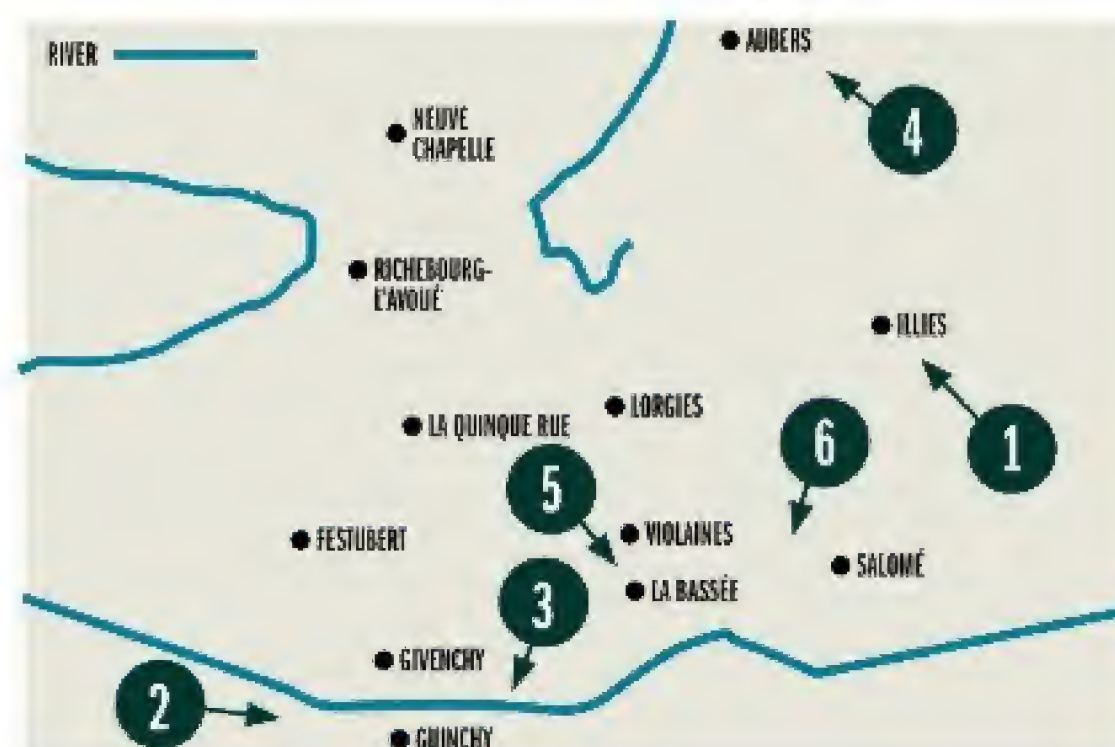 RIVER
AUBERS
4
NEUVE
CHAPELLE
RICHEBOURG-
L'AVOUÉ
ILLIES
LORGIES
LA QUINQUE RUE
6
1
5
FESTUBERT
VIOLAINES
SALOMÉ
LA BASSÉE
3
GIVENCHY
2
GUINCHY